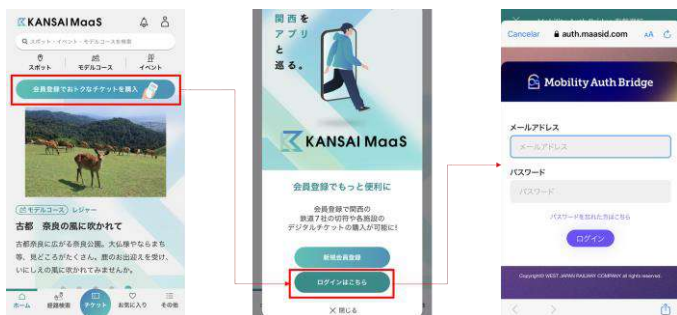 KANSAI MaaS
スポット・イベント・モデルコースを検索
スポット
モデルコース
イベント
会員登録でおトクなチケットを購入
モデルコース レジャー
古都 奈良の風に吹かれて
古都奈良に広がる奈良公園。大仏様やならまち
等、見どころがたくさん。鹿のお出迎えを受け、
いにしえの風に吹かれてみませんか。
ホーム
経路検索
チケット
お気に入り
その他
関西を
アプリ
と
巡る。
KANSAI MaaS
会員登録でもっと便利に
会員登録で関西の
鉄道7社の切符や各施設の
デジタルチケットの購入が可能に!
新規会員登録
ログインはこちら
× 閉じる
Cancelar
auth.maasid.com
AA
Mobility Auth Bridge
メールアドレス
メールアドレス
パスワード
パスワード
パスワードを忘れた方はこちら
ログイン
Copyright© WEST JAPAN RAILWAY COMPANY all rights reserved.